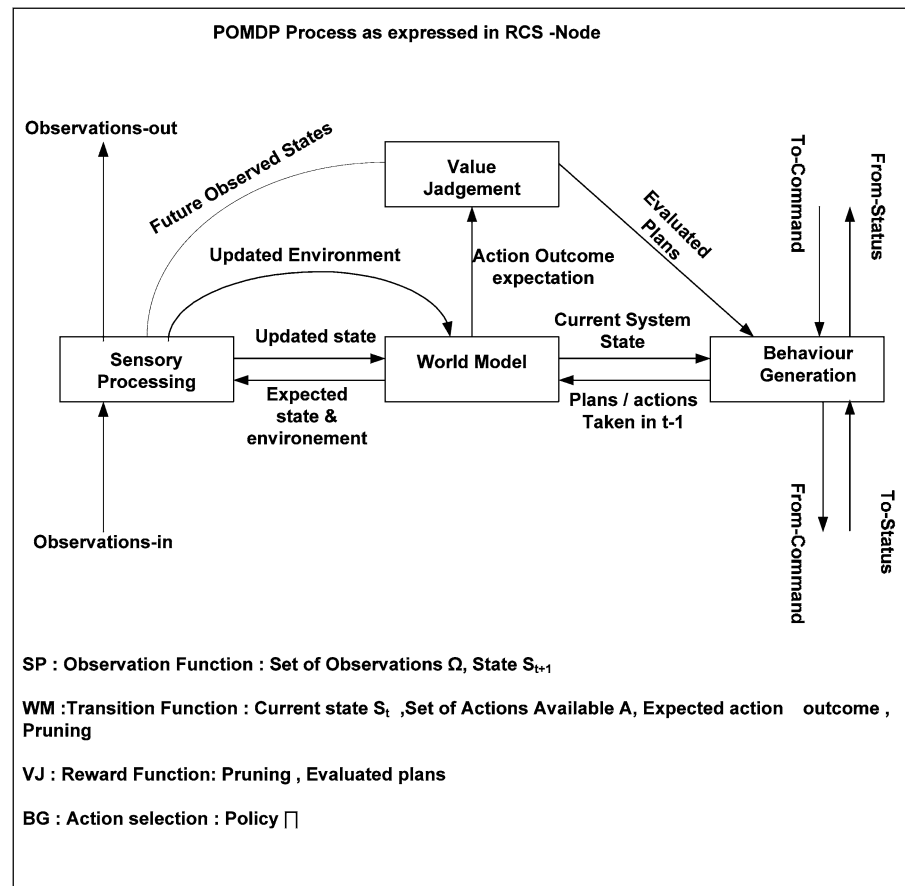 POMDP Process as expressed in RCS -Node
Observations-out
Future Observed States
Value
Jadgement
To-Command
From-Status
Evaluated
Plans
Updated Environment
Action Outcome
expectation
Updated state
Current System
State
Sensory
Processing
World Model
Behaviour
Generation
Expected
state &
environement
Plans / actions
Taken in t-1
Observations-in
From-Command
To-Status
SP : Observation Function : Set of Observations Ω, State St+1
WM :Transition Function : Current state St ,Set of Actions Available A, Expected action outcome ,
Pruning
VJ : Reward Function: Pruning , Evaluated plans
BG : Action selection : Policy ∏